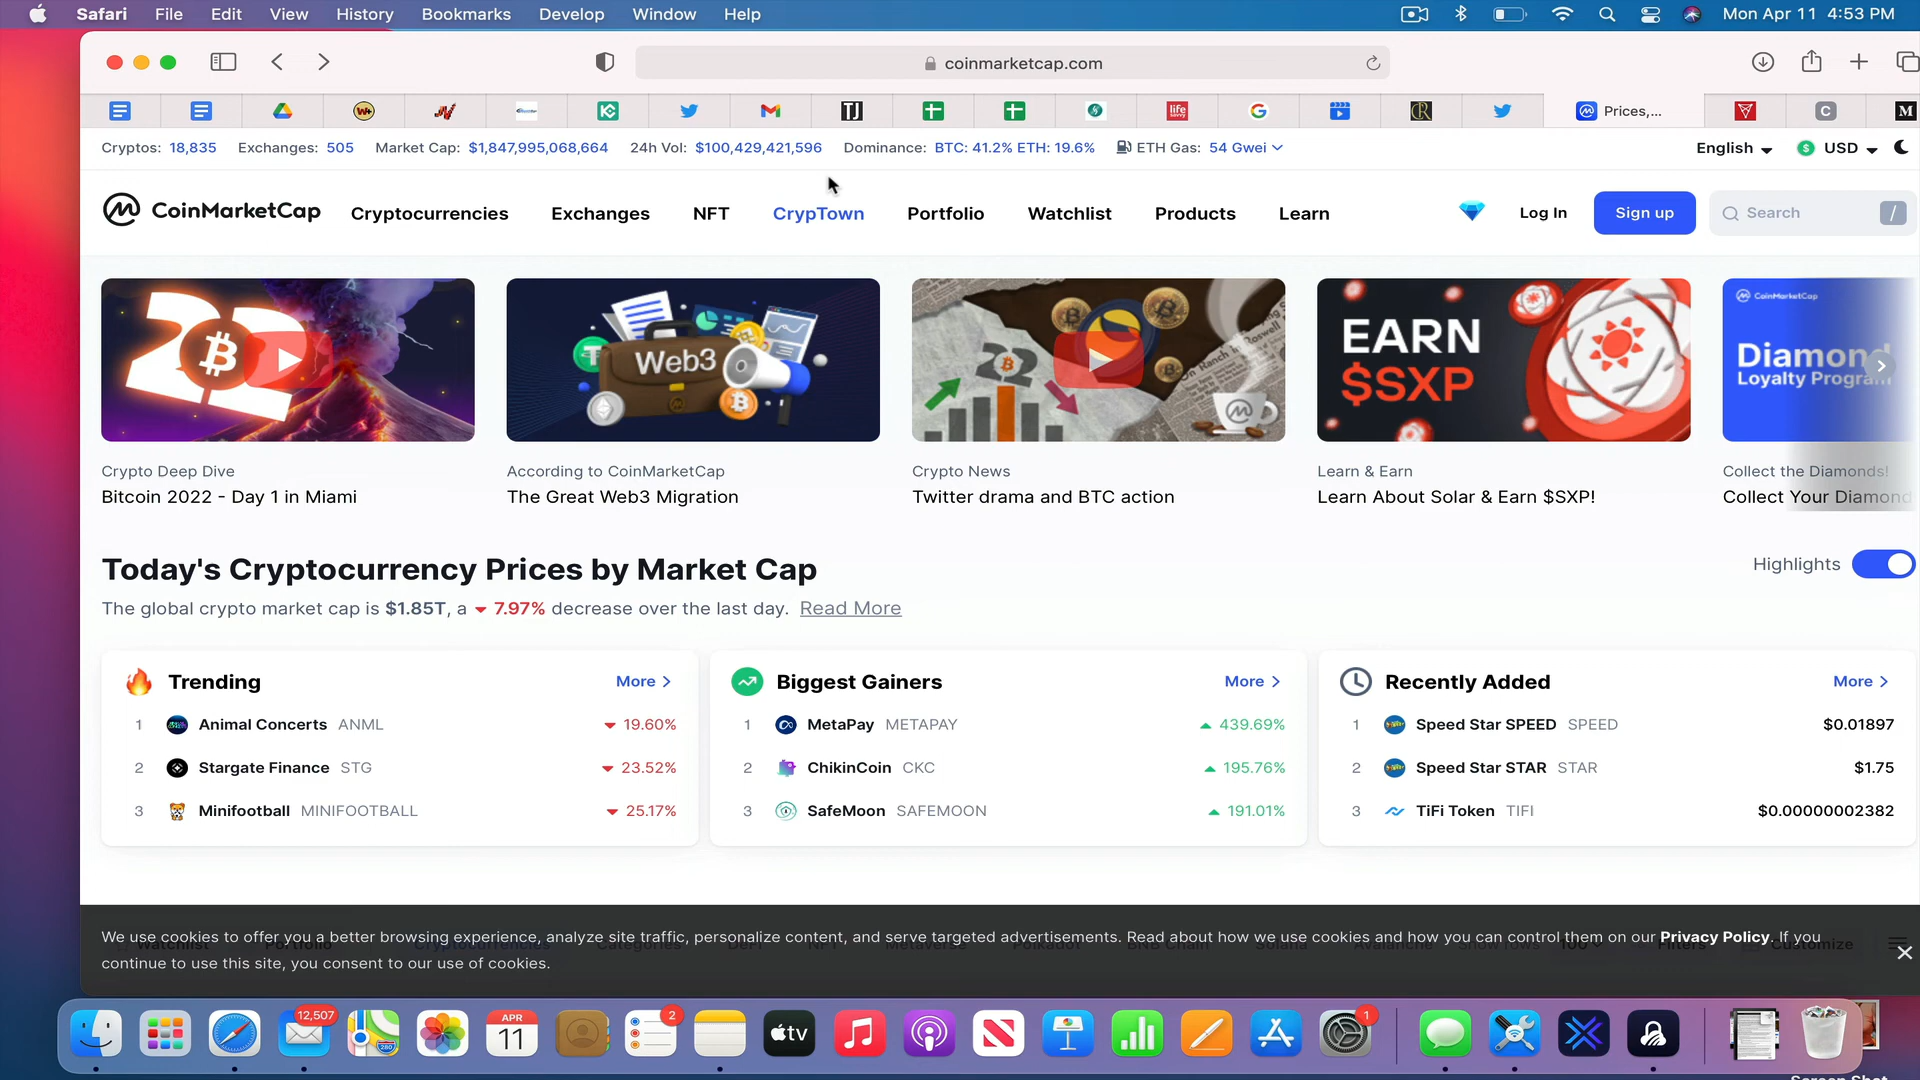 Safari File Edit View History Bookmarks Develop Window Help Mon Apr 11 4:53 PM
coinmarketcap.com
Prices,...
Cryptos: 18,835 Exchanges: 505 Market Cap: $1,847,995,068,664 24h Vol: $100,429,421,596 Dominance: BTC: 41.2% ETH: 19.6% ETH Gas: 54 Gwei English USD
CoinMarketCap Cryptocurrencies Exchanges NFT CrypTown Portfolio Watchlist Products Learn Log In Sign up Search /
22
Web3
22
EARN
$SXP
CoinMarketCap
Diamond
Loyalty Program
Crypto Deep Dive
Bitcoin 2022 - Day 1 in Miami
According to CoinMarketCap
The Great Web3 Migration
Crypto News
Twitter drama and BTC action
Learn & Earn
Learn About Solar & Earn $SXP!
Collect the Diamonds!
Collect Your Diamond
Today's Cryptocurrency Prices by Market Cap
Highlights
The global crypto market cap is $1.85T, a 7.97% decrease over the last day. Read More
Trending More
1 Animal Concerts ANML 19.60%
2 Stargate Finance STG 23.52%
3 Minifootball MINIFOOTBALL 25.17%
Biggest Gainers More
1 MetaPay METAPAY 439.69%
2 ChikinCoin CKC 195.76%
3 SafeMoon SAFEMOON 191.01%
Recently Added More
1 Speed Star SPEED SPEED $0.01897
2 Speed Star STAR STAR $1.75
3 TiFi Token TIFI $0.00000002382
We use cookies to offer you a better browsing experience, analyze site traffic, personalize content, and serve targeted advertisements. Read about how we use cookies and how you can control them on our Privacy Policy. If you
continue to use this site, you consent to our use of cookies.
12,507
APR
11
2
tv
1